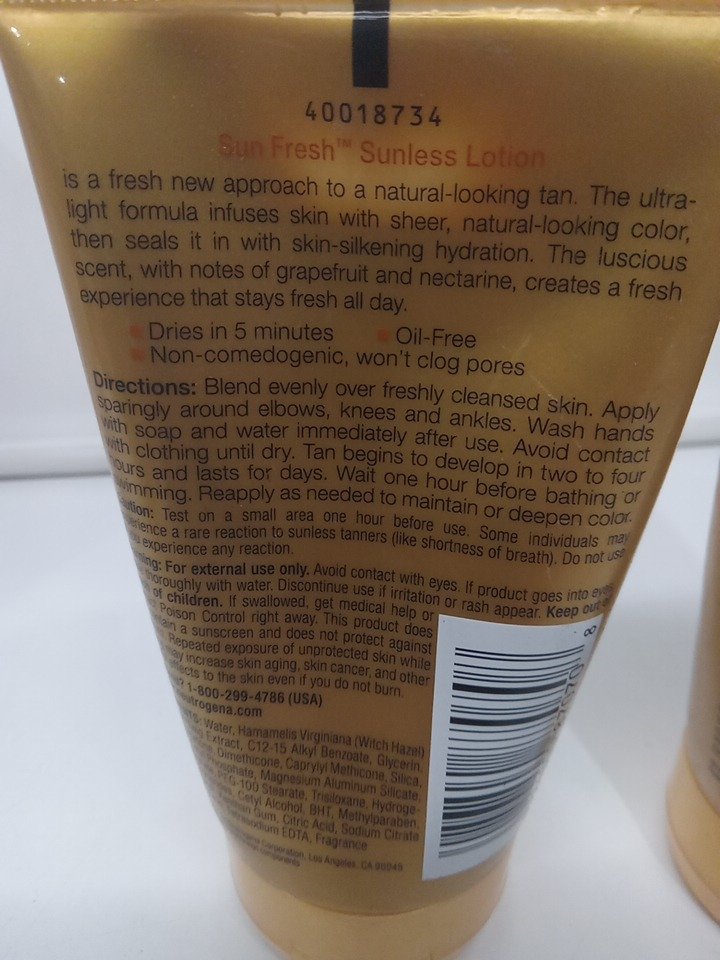 40018734
Sun Fresh™ Sunless Lotion
is a fresh new approach to a natural-looking tan. The ultra-
light formula infuses skin with sheer, natural-looking color,
then seals it in with skin-silkening hydration. The luscious
scent, with notes of grapefruit and nectarine, creates a fresh
experience that stays fresh all day.
Dries in 5 minutes Oil-Free
Non-comedogenic, won't clog pores
Directions: Blend evenly over freshly cleansed skin. Apply
sparingly around elbows, knees and ankles. Wash hands
with soap and water immediately after use. Avoid contact
with clothing until dry. Tan begins to develop in two to four
hours and lasts for days. Wait one hour before bathing or
swimming. Reapply as needed to maintain or deepen color.
Test on a small area one hour before use. Some individuals may
a rare reaction to sunless tanners (like shortness of breath). Do not use
experience any reaction.
For external use only. Avoid contact with eyes. If product goes into eyes
thoroughly with water. Discontinue use if irritation or rash appear. Keep out
of children. If swallowed, get medical help or
Poison Control right away. This product does
a sunscreen and does not protect against
Repeated exposure of unprotected skin while
may increase skin aging, skin cancer, and other
effects to the skin even if you do not burn.
1-800-299-4786 (USA)
Water, Hamamelis Virginiana (Witch Hazel)
Extract, C12-15 Alkyl Benzoate, Glycerin,
Dimethicone, Caprylyl Methicone, Silica,
Magnesium Aluminum Silicate,
PEG-100 Stearate, Trisiloxane, Hydroge-
Cetyl Alcohol, BHT, Methylparaben,
Gum, Citric Acid, Sodium Citrate
EDTA, Fragrance
Corporation, Los Angeles, CA 90045
8